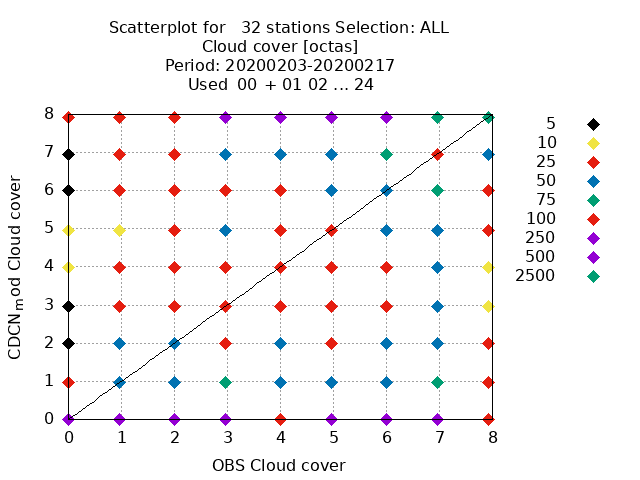 Scatterplot for   32 stations Selection: ALL
Cloud cover [octas]
Period: 20200203-20200217
Used  00 + 01 02 ... 24
CDCN_mod Cloud cover
8
7
6
5
4
3
2
1
0
0 1 2 3 4 5 6 7 8
OBS Cloud cover
5
10
25
50
75
100
250
500
2500